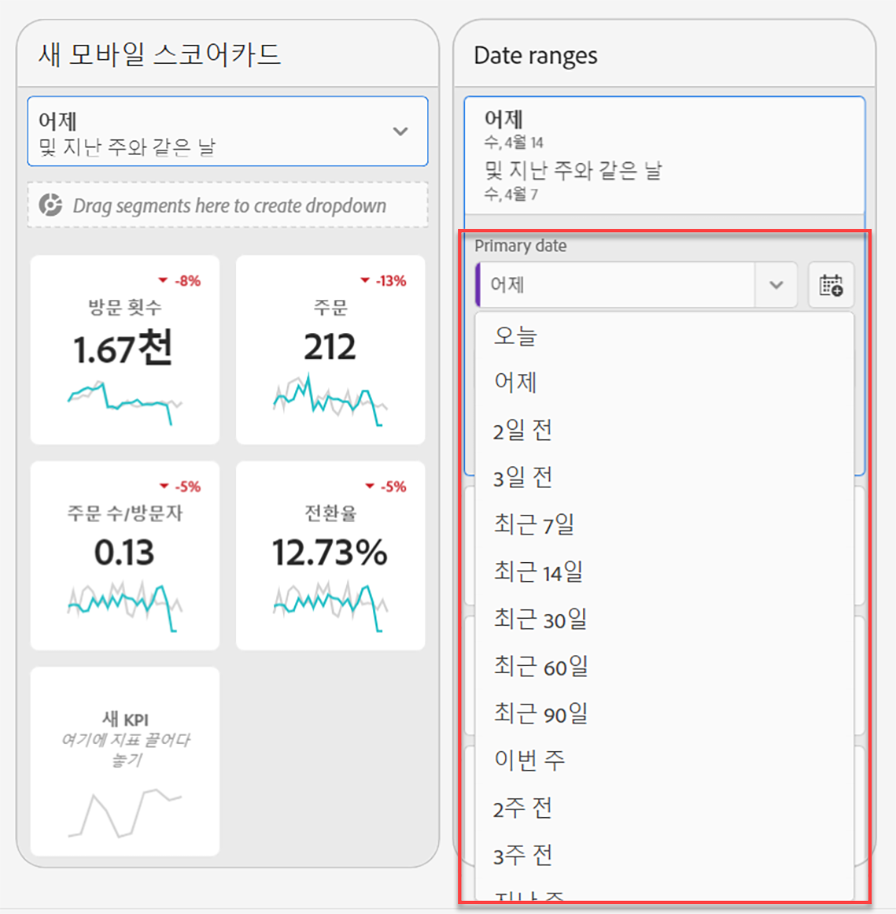 새 모바일 스코어카드
어제
및 지난 주와 같은 날
Drag segments here to create dropdown
-8%
방문 횟수
1.67천
-13%
주문
212
-5%
주문 수/방문자
0.13
-5%
전환율
12.73%
새 KPI
여기에 지표 끌어다
놓기
Date ranges
어제
수, 4월 14
및 지난 주와 같은 날
수, 4월 7
Primary date
어제
오늘
어제
2일 전
3일 전
최근 7일
최근 14일
최근 30일
최근 60일
최근 90일
이번 주
2주 전
3주 전